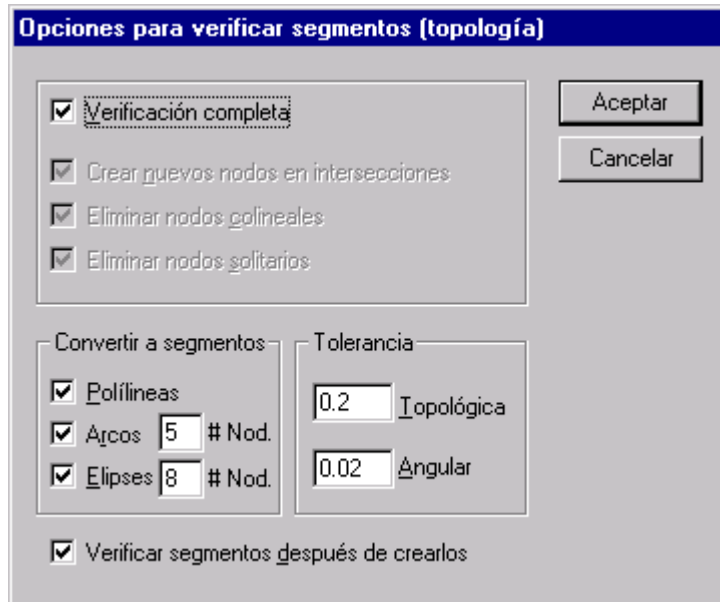 Opciones para verificar segmentos (topología)
Verificación completa
Aceptar
Cancelar
Crear nuevos nodos en intersecciones
Eliminar nodos colineales
Eliminar nodos solitarios
Convertir a segmentos
Polílineas
Arcos 5 # Nod.
Elipses 8 # Nod.
Tolerancia
0.2 Topológica
0.02 Angular
Verificar segmentos después de crearlos